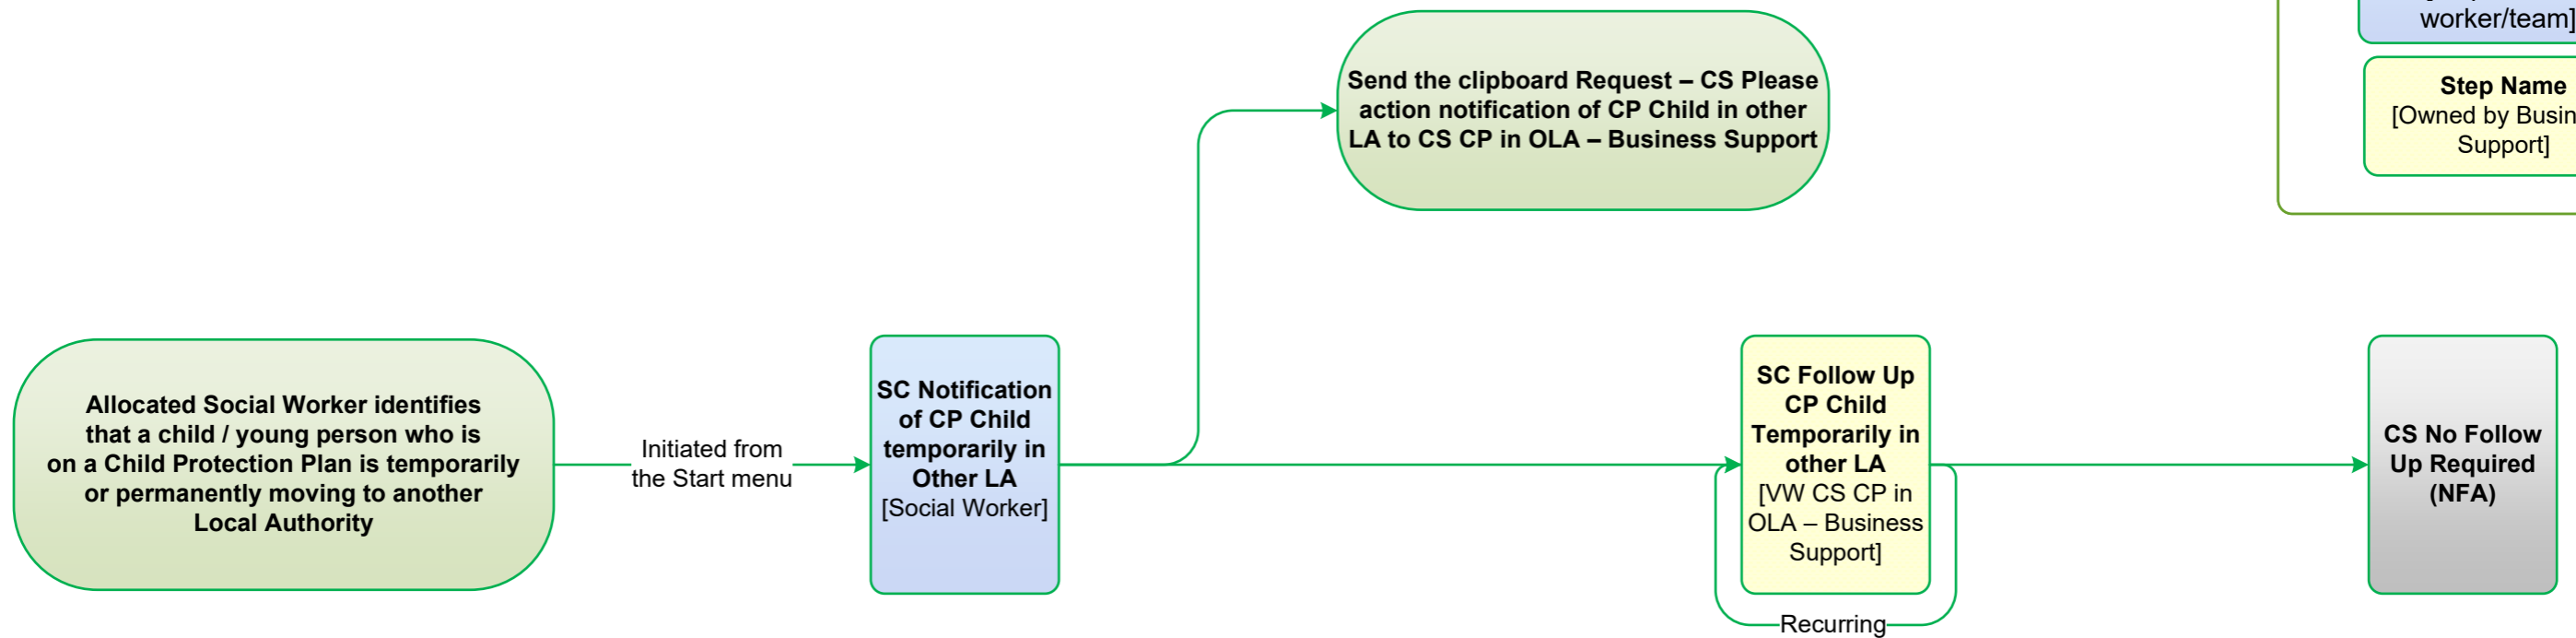 worker/team]
Step Name
[Owned by
Support]
Send the clipboard Request – CS Please
action notification of CP Child in other
LA to CS CP in OLA – Business Support
Allocated Social Worker identifies
that a child / young person who is
on a Child Protection Plan is temporarily
or permanently moving to another
Local Authority
Initiated from
the Start menu
SC Notification
of CP Child
temporarily in
Other LA
[Social Worker]
SC Follow Up
CP Child
Temporarily in
other LA
[VW CS CP in
OLA – Business
Support]
Recurring
CS No Follow
Up Required
(NFA)